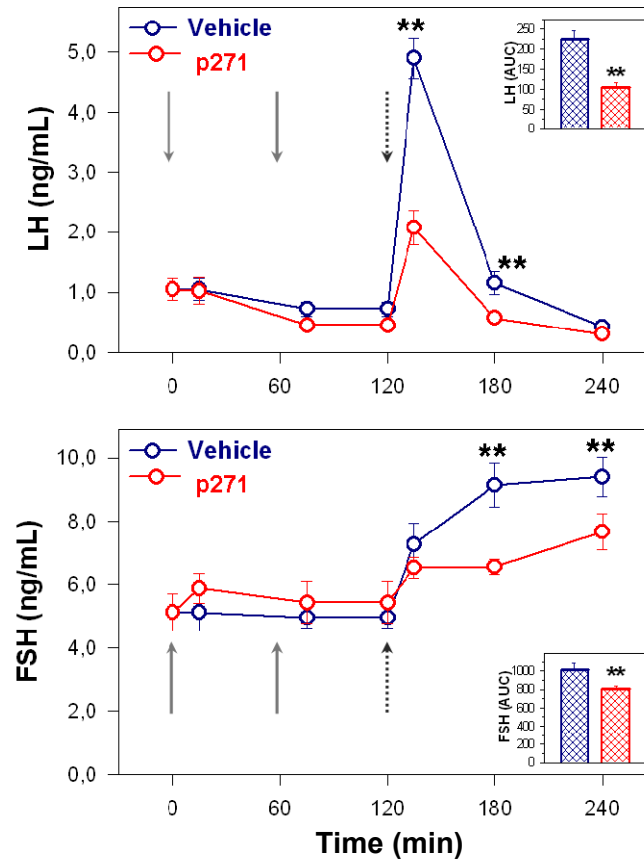 Vehicle
p271
**
**
LH (ng/mL)
5,0
4,0
3,0
2,0
1,0
0,0
0 60 120 180 240
LH (AUC)
250
200
150
100
50
0
**
Vehicle
p271
**
**
FSH (ng/mL)
10,0
8,0
6,0
4,0
2,0
0,0
0 60 120 180 240
FSH (AUC)
1000
800
600
400
200
0
**
Time (min)